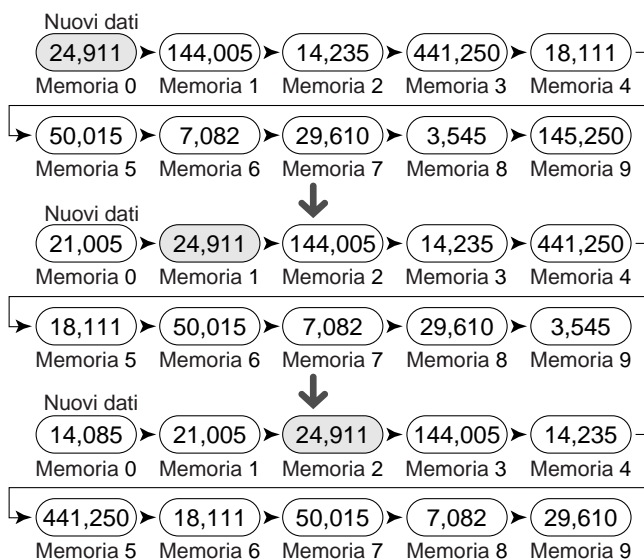 Nuovi dati
24,911 144,005 14,235 441,250 18,111
Memoria 0 Memoria 1 Memoria 2 Memoria 3 Memoria 4
50,015 7,082 29,610 3,545 145,250
Memoria 5 Memoria 6 Memoria 7 Memoria 8 Memoria 9
Nuovi dati
21,005 24,911 144,005 14,235 441,250
Memoria 0 Memoria 1 Memoria 2 Memoria 3 Memoria 4
18,111 50,015 7,082 29,610 3,545
Memoria 5 Memoria 6 Memoria 7 Memoria 8 Memoria 9
Nuovi dati
14,085 21,005 24,911 144,005 14,235
Memoria 0 Memoria 1 Memoria 2 Memoria 3 Memoria 4
441,250 18,111 50,015 7,082 29,610
Memoria 5 Memoria 6 Memoria 7 Memoria 8 Memoria 9